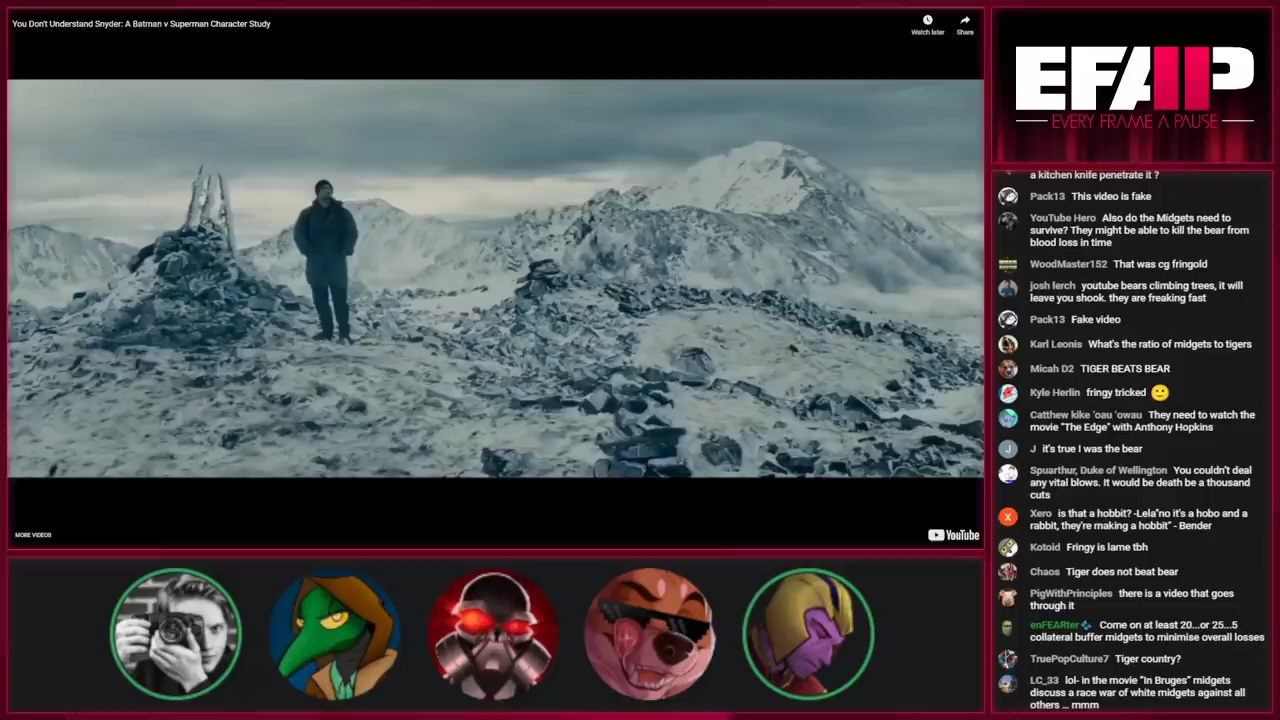 You Don't Understand Snyder: A Batman v Superman Character Study
Watch later
Share
MORE VIDEOS
YouTube
EFAP
EVERY FRAME A PAUSE
a kitchen knife penetrate it ?
Pack13 This video is fake
YouTube Hero Also do the Midgets need to
survive? They might be able to kill the bear from
blood loss in time
WOOD MASTER
WoodMaster152 That was cg fringold
josh lerch youtube bears climbing trees, it will
leave you shook. they are freaking fast
Pack13 Fake video
Karl Leonis What's the ratio of midgets to tigers
Micah D2 TIGER BEATS BEAR
Kyle Herlin fringy tricked 🙂
Catthew kike 'oau 'owau They need to watch the
movie "The Edge" with Anthony Hopkins
J
J it's true I was the bear
Spuarthur, Duke of Wellington You couldn't deal
any vital blows. It would be death be a thousand
cuts
X
Xero is that a hobbit? -Lela"no it's a hobo and a
rabbit, they're making a hobbit" - Bender
Kotoid Fringy is lame tbh
Chaos Tiger does not beat bear
PigWithPrinciples there is a video that goes
through it
enFEARter Come on at least 20...or 25...5
collateral buffer midgets to minimise overall losses
TruePopCulture7 Tiger country?
LC_33 lol- in the movie "In Bruges" midgets
discuss a race war of white midgets against all
others ... mmm